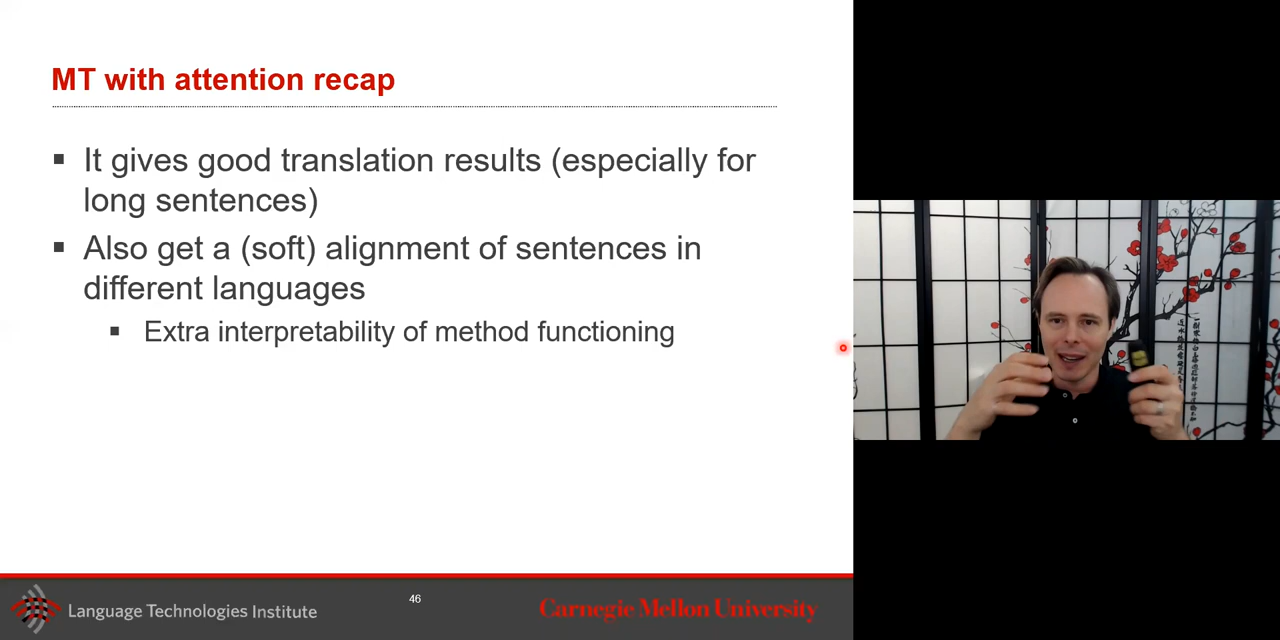 MT with attention recap
It gives good translation results (especially for
long sentences)
Also get a (soft) alignment of sentences in
different languages
Extra interpretability of method functioning
Language Technologies Institute
46
Carnegie Mellon University